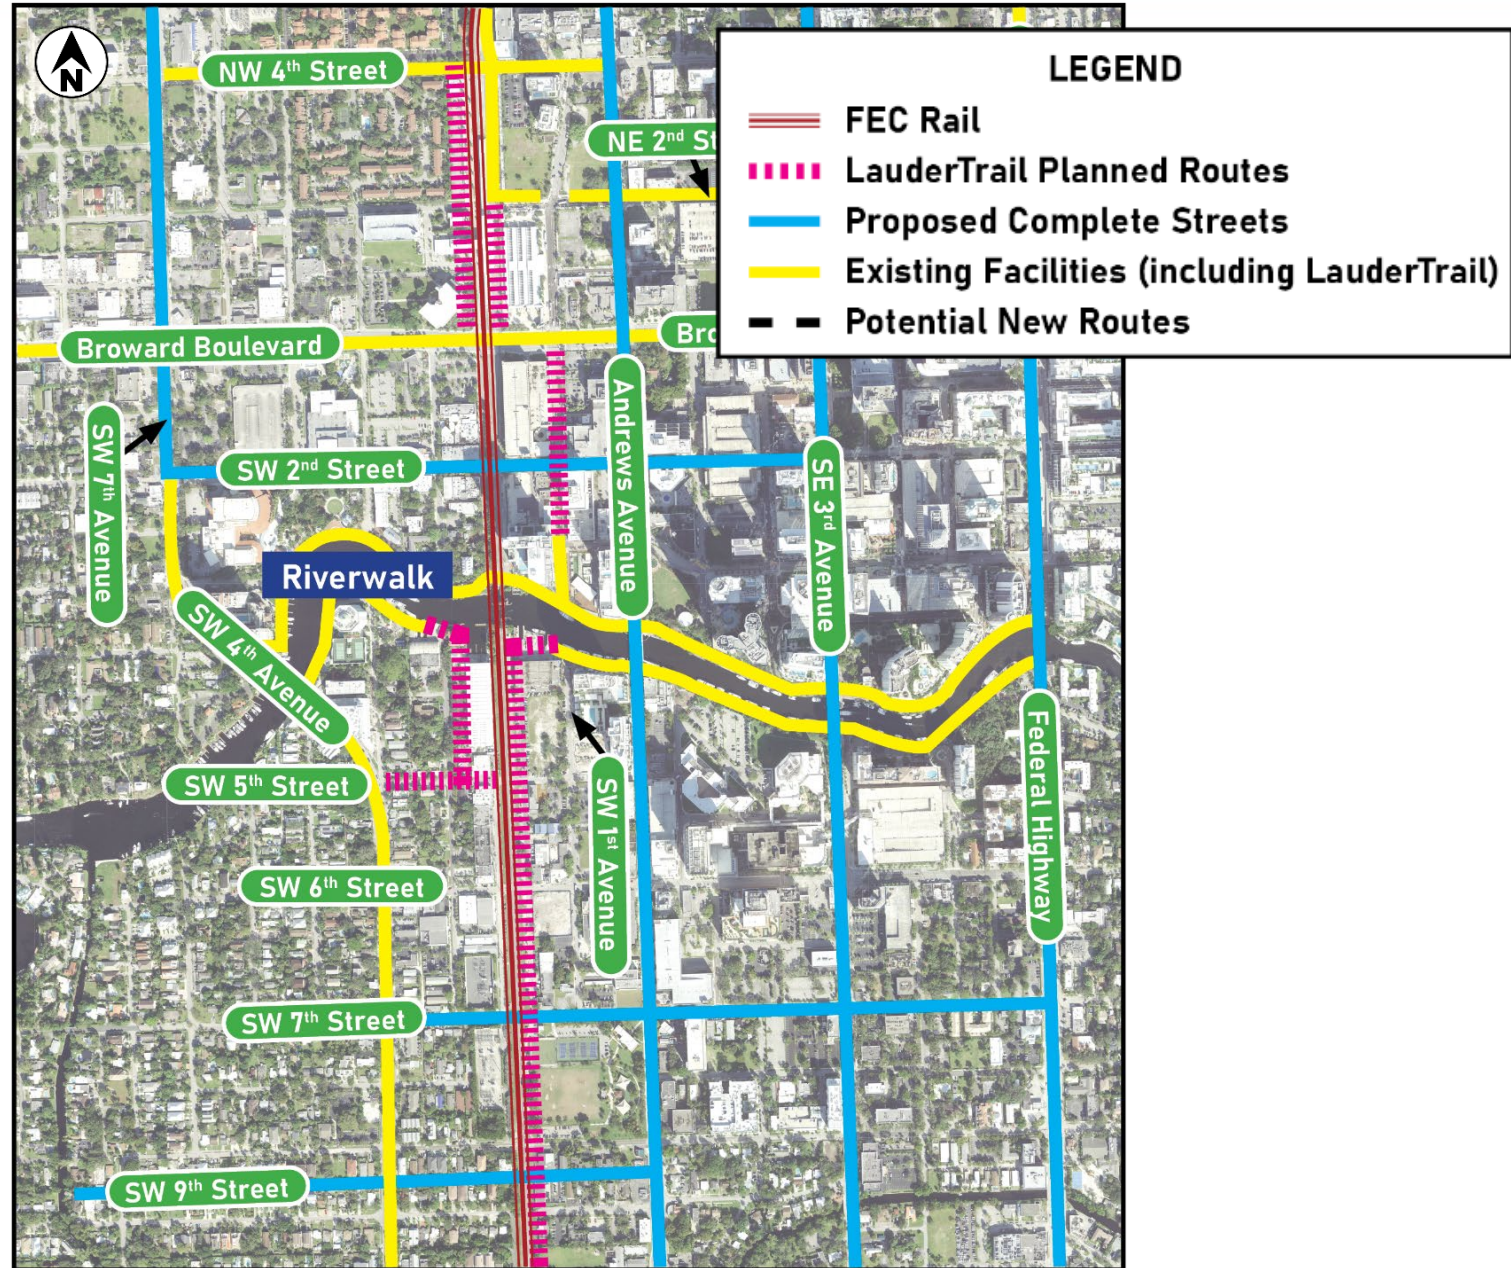 N
NW 4th Street
NE 2nd St
LEGEND
FEC Rail
LauderTrail Planned Routes
Proposed Complete Streets
Existing Facilities (including LauderTrail)
Potential New Routes
Broward Boulevard
Bro
SW 7th Avenue
SW 2nd Street
Andrews Avenue
SE 3rd Avenue
Riverwalk
SW 4th Avenue
SW 5th Street
SW 1st Avenue
Federal Highway
SW 6th Street
SW 7th Street
SW 9th Street